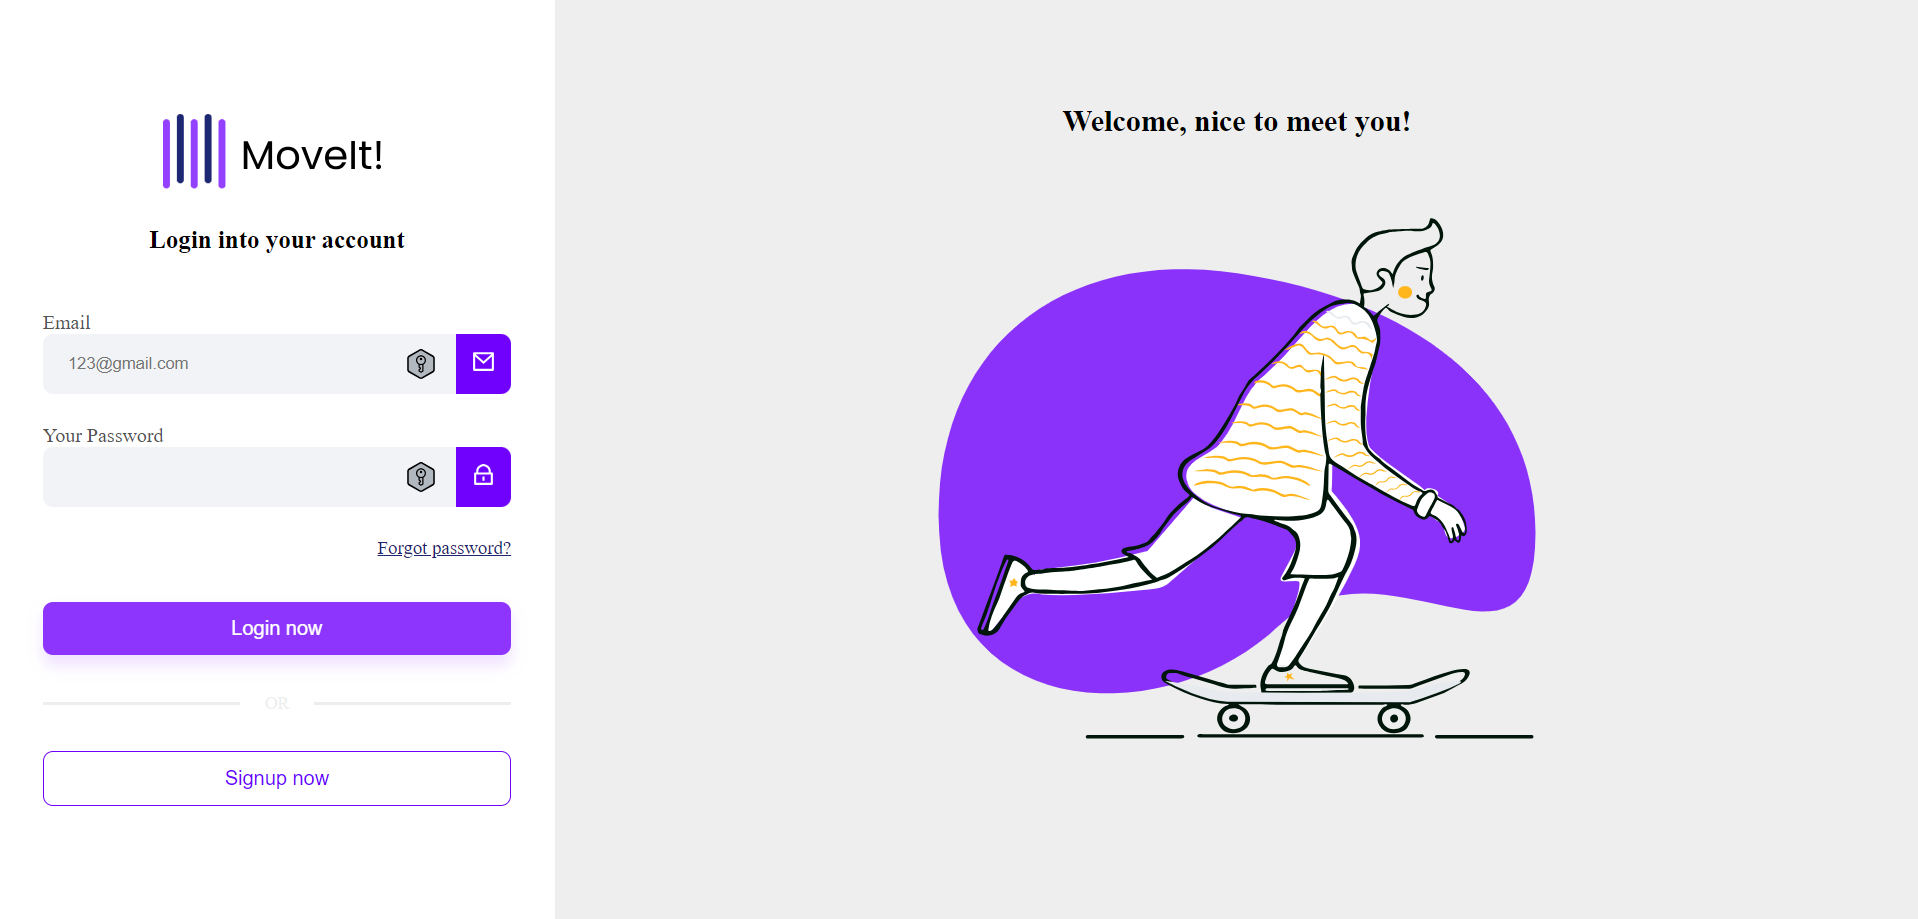 MoveIt!
Login into your account
Email
123@gmail.com
Your Password
Forgot password?
Login now
OR
Signup now
Welcome, nice to meet you!